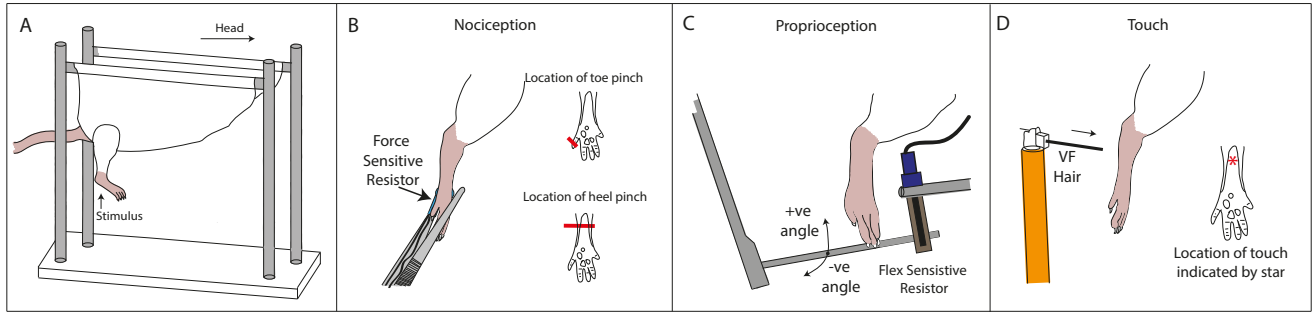 A
Head
Stimulus
B
Nociception
Location of toe pinch
Force
Sensitive
Resistor
Location of heel pinch
C
Proprioception
+ve
angle
-ve
angle
Flex Sensistive
Resistor
D
Touch
VF
Hair
Location of touch
indicated by star